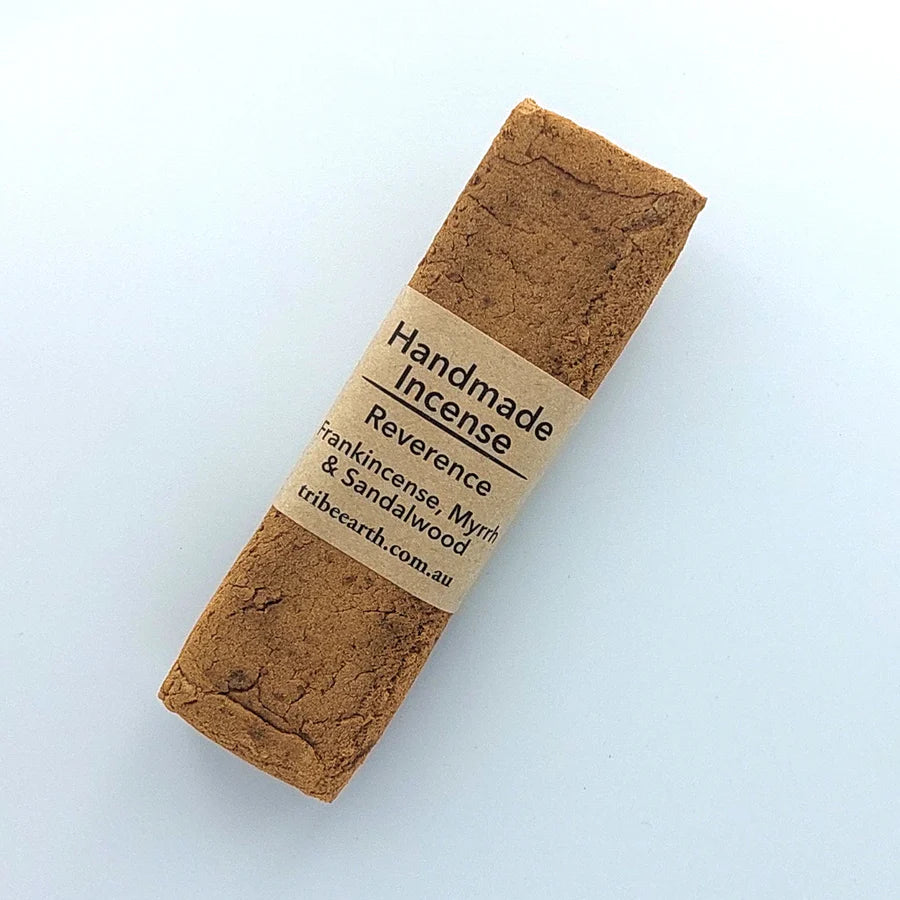 Handmade
Incense
Reverence
Frankincense, Myrrh
& Sandalwood
tribeearth.com.au